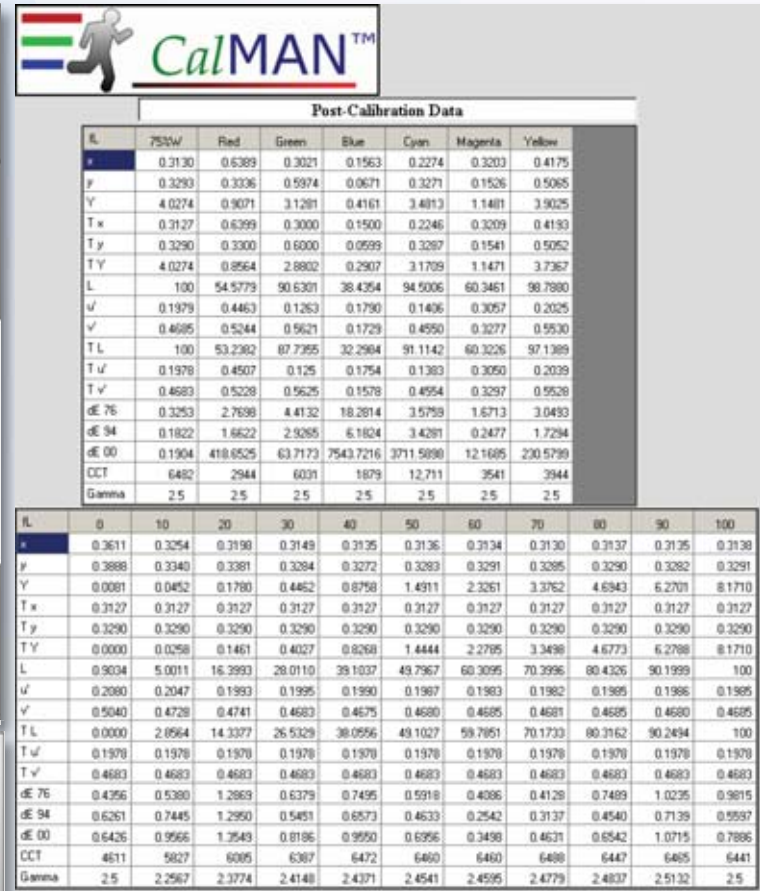 CalMAN™
Post-Calibration Data
fL 75%W Red Green Blue Cyan Magenta Yellow
x 0.3130 0.6389 0.3021 0.1563 0.2274 0.3203 0.4175
y 0.3293 0.3336 0.5974 0.0671 0.3271 0.1526 0.5065
Y 4.0274 0.9071 3.1281 0.4161 3.4813 1.1481 3.9025
T x 0.3127 0.6399 0.3000 0.1500 0.2246 0.3209 0.4193
T y 0.3290 0.3300 0.6000 0.0599 0.3287 0.1541 0.5052
T Y 4.0274 0.8564 2.8802 0.2907 3.1709 1.1471 3.7367
L 100 54.5779 90.6301 38.4354 94.5006 60.3461 98.7880
u' 0.1979 0.4463 0.1263 0.1790 0.1406 0.3057 0.2025
v' 0.4685 0.5244 0.5621 0.1729 0.4550 0.3277 0.5530
T L 100 53.2382 87.7355 32.2984 91.1142 60.3226 97.1389
T u' 0.1978 0.4507 0.125 0.1754 0.1383 0.3050 0.2039
T v' 0.4683 0.5228 0.5625 0.1578 0.4554 0.3297 0.5528
dE 76 0.3253 2.7698 4.4132 18.2814 3.5759 1.6713 3.0493
dE 94 0.1822 1.6622 2.9265 6.1824 3.4281 0.2477 1.7294
dE 00 0.1904 418.6525 63.7173 7543.7216 3711.5898 12.1685 230.5799
CCT 6482 2944 6031 1879 12,711 3541 3944
Gamma 2.5 2.5 2.5 2.5 2.5 2.5 2.5
fL 0 10 20 30 40 50 60 70 80 90 100
x 0.3611 0.3254 0.3198 0.3149 0.3135 0.3136 0.3134 0.3130 0.3137 0.3135 0.3138
y 0.3888 0.3340 0.3381 0.3284 0.3272 0.3283 0.3291 0.3285 0.3290 0.3282 0.3291
Y 0.0081 0.0452 0.1780 0.4462 0.8758 1.4911 2.3261 3.3762 4.6943 6.2701 8.1710
T x 0.3127 0.3127 0.3127 0.3127 0.3127 0.3127 0.3127 0.3127 0.3127 0.3127 0.3127
T y 0.3290 0.3290 0.3290 0.3290 0.3290 0.3290 0.3290 0.3290 0.3290 0.3290 0.3290
T Y 0.0000 0.0258 0.1461 0.4027 0.8268 1.4444 2.2785 3.3498 4.6773 6.2788 8.1710
L 0.9034 5.0011 16.3993 28.0110 39.1037 49.7967 60.3095 70.3996 80.4326 90.1999 100
u' 0.2080 0.2047 0.1993 0.1995 0.1990 0.1987 0.1983 0.1982 0.1985 0.1986 0.1985
v' 0.5040 0.4728 0.4741 0.4683 0.4675 0.4680 0.4685 0.4681 0.4685 0.4680 0.4685
T L 0.0000 2.8564 14.3377 26.5329 38.0556 49.1027 59.7851 70.1733 80.3162 90.2494 100
T u' 0.1978 0.1978 0.1978 0.1978 0.1978 0.1978 0.1978 0.1978 0.1978 0.1978 0.1978
T v' 0.4683 0.4683 0.4683 0.4683 0.4683 0.4683 0.4683 0.4683 0.4683 0.4683 0.4683
dE 76 0.4356 0.5380 1.2869 0.6379 0.7495 0.5918 0.4086 0.4128 0.7489 1.0235 0.9815
dE 94 0.6261 0.7445 1.2950 0.5451 0.6573 0.4633 0.2542 0.3137 0.4540 0.7139 0.5597
dE 00 0.6426 0.9566 1.3549 0.8186 0.9550 0.6956 0.3498 0.4631 0.6542 1.0715 0.7886
CCT 4611 5827 6085 6387 6472 6460 6460 6488 6447 6465 6441
Gamma 2.5 2.2567 2.3774 2.4148 2.4371 2.4541 2.4595 2.4779 2.4837 2.5132 2.5